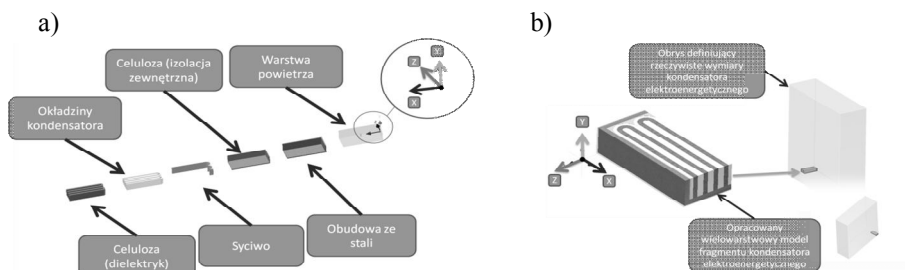 a)
b)
Celuloza (izolacja
zewnętrzna)
Warstwa
powietrza
Okładziny
kondensatora
Z
Y
X
Celuloza
(dielektryk)
Syciwo
Obudowa ze
stali
Obrys definiujący
rzeczywiste wymiary
kondensatora
elektroenergetycznego
Y
Z
X
Opracowany
wielowarstwowy model
fragmentu kondensatora
elektroenergetycznego